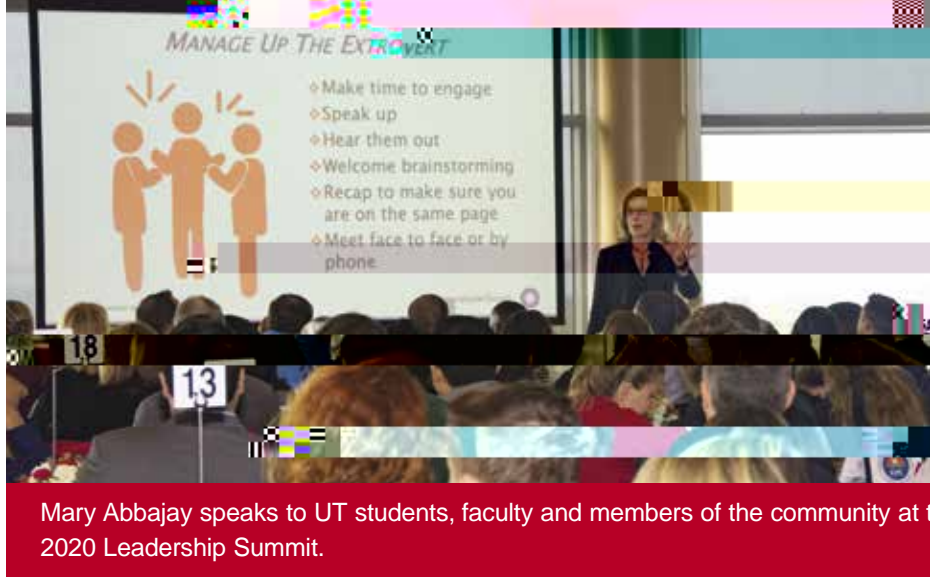 MANAGE UP THE EXTROVERT
⋄Make time to engage
⋄Speak up
⋄Hear them out
⋄Welcome brainstorming
⋄Recap to make sure you
are on the same page
⋄Meet face to face or by
phone
18
13
Mary Abbajay speaks to UT students, faculty and members of the community at t
2020 Leadership Summit.